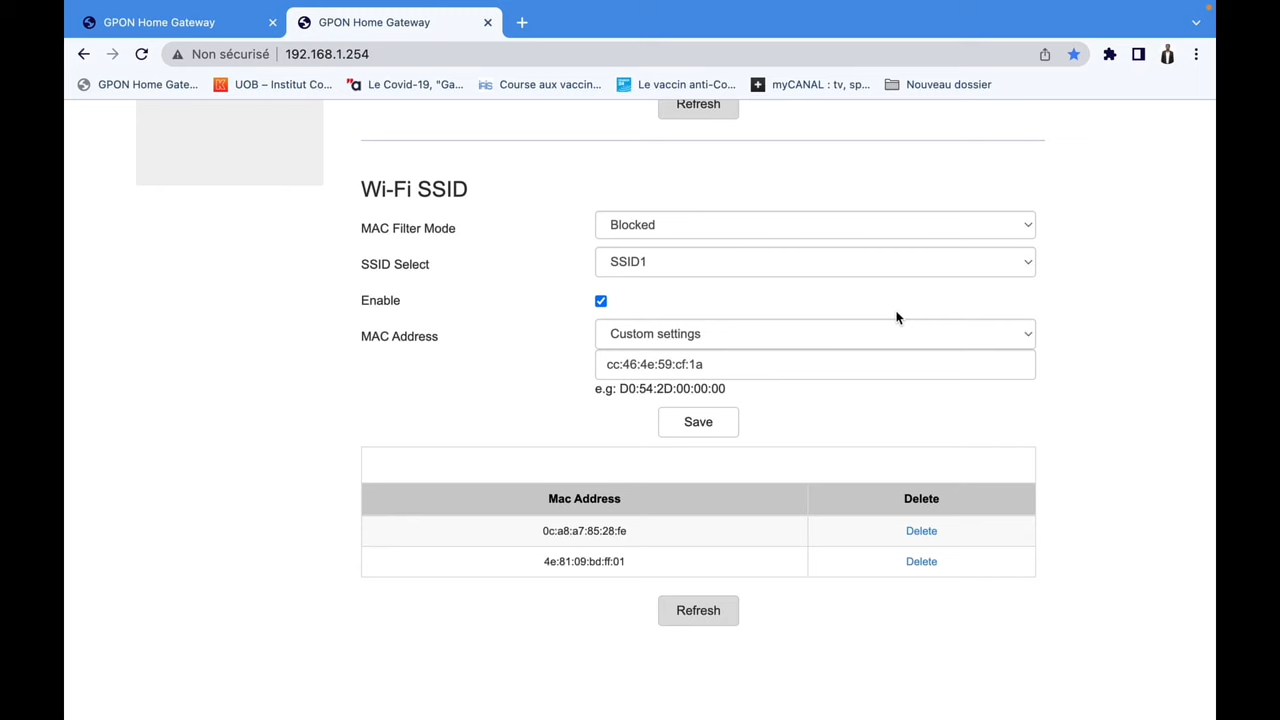 GPON Home Gateway
GPON Home Gateway
Non sécurisé
192.168.1.254
GPON Home Gate...
UOB – Institut Co...
Le Covid-19, "Ga...
Course aux vaccin...
Le vaccin anti-Co...
myCANAL : tv, sp...
Nouveau dossier
Refresh
Wi-Fi SSID
MAC Filter Mode
Blocked
SSID Select
SSID1
Enable
MAC Address
Custom settings
cc:46:4e:59:cf:1a
e.g: D0:54:2D:00:00:00
Save
Mac Address
Delete
0c:a8:a7:85:28:fe
Delete
4e:81:09:bd:ff:01
Delete
Refresh